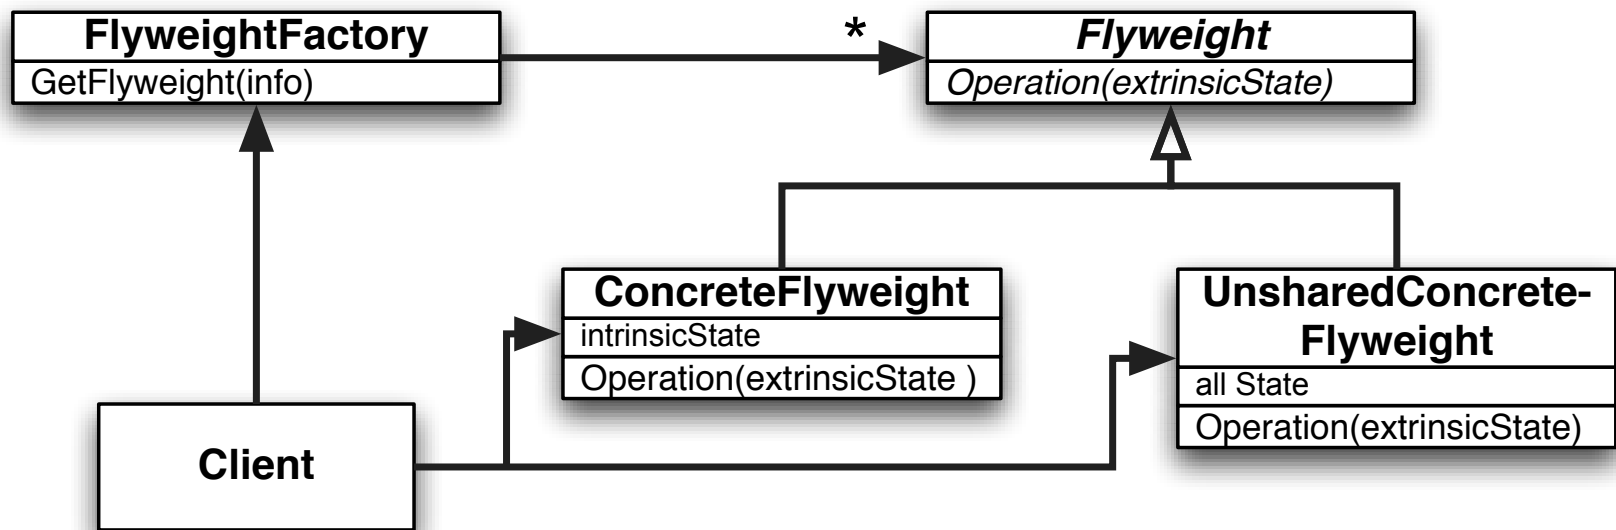 FlyweightFactory
GetFlyweight(info)
*
Flyweight
Operation(extrinsicState)
ConcreteFlyweight
intrinsicState
Operation(extrinsicState )
UnsharedConcrete-
Flyweight
all State
Operation(extrinsicState)
Client